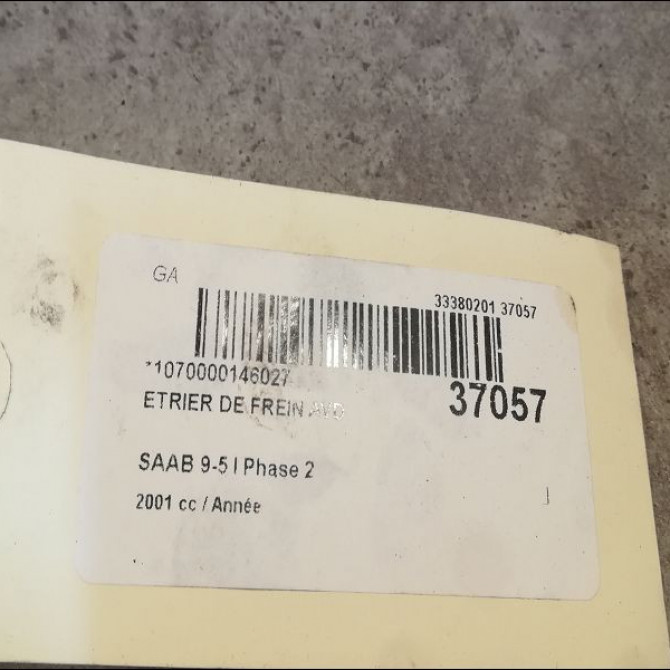 GA
33380201 37057
*1070000146027
37057
ETRIER DE FREIN AVD
SAAB 9-5 I Phase 2
2001 cc / Année